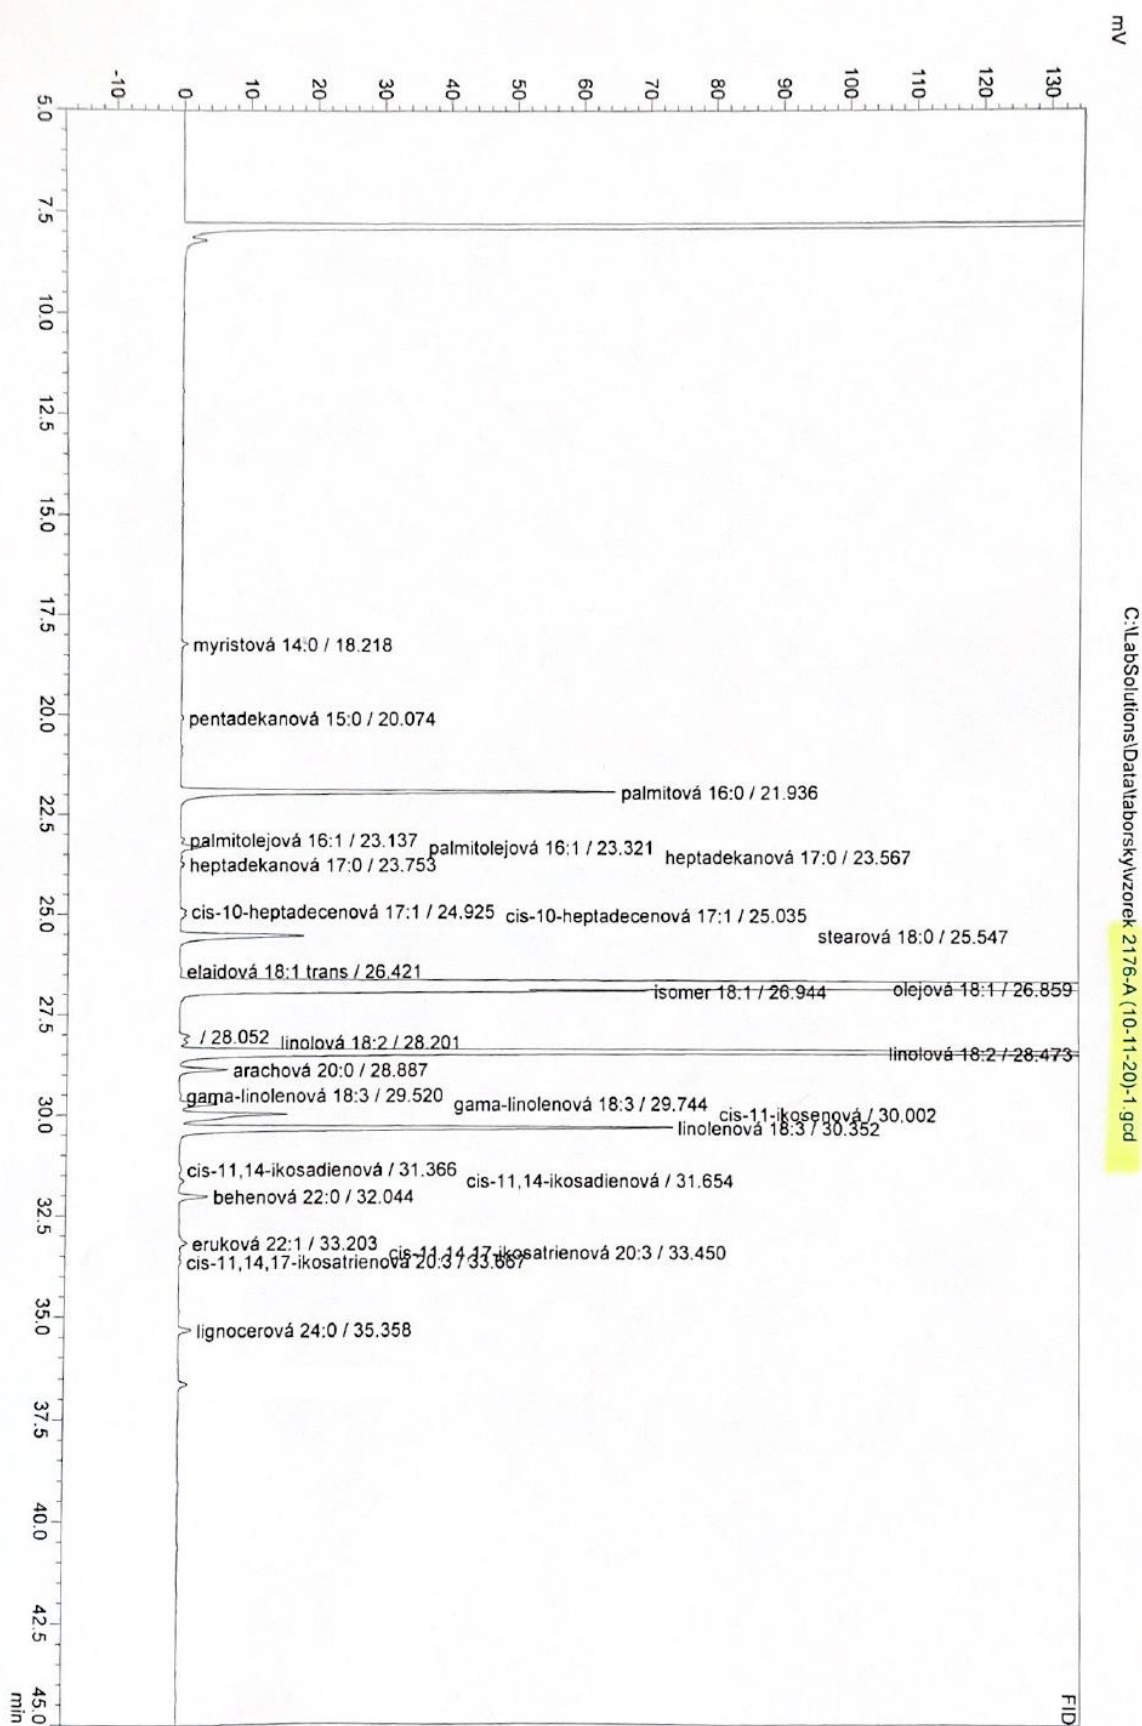 mV
C:\LabSolutions\Data\taborsky\vzorek 2176-A (10-11-20)-1.gcd
130
120
110
100
90
80
70
60
50
40
30
20
10
0
-10
FID
myristová 14:0 / 18.218
pentadekanová 15:0 / 20.074
palmitová 16:0 / 21.936
palmitolejová 16:1 / 23.137
palmitolejová 16:1 / 23.321
heptadekanová 17:0 / 23.567
heptadekanová 17:0 / 23.753
cis-10-heptadecenová 17:1 / 24.925
cis-10-heptadecenová 17:1 / 25.035
stearová 18:0 / 25.547
elaidová 18:1 trans / 26.421
olejová 18:1 / 26.859
isomer 18:1 / 26.944
/ 28.052
linolová 18:2 / 28.201
linolová 18:2 / 28.473
arachová 20:0 / 28.887
gama-linolenová 18:3 / 29.520
gama-linolenová 18:3 / 29.744
cis-11-ikosenová / 30.002
linolenová 18:3 / 30.352
cis-11,14-ikosadienová / 31.366
cis-11,14-ikosadienová / 31.654
behenová 22:0 / 32.044
eruková 22:1 / 33.203
cis-11,14,17-ikosatrienová 20:3 / 33.450
cis-11,14,17-ikosatrienová 20:3 / 33.667
lignocerová 24:0 / 35.358
5.0
7.5
10.0
12.5
15.0
17.5
20.0
22.5
25.0
27.5
30.0
32.5
35.0
37.5
40.0
42.5
45.0
min